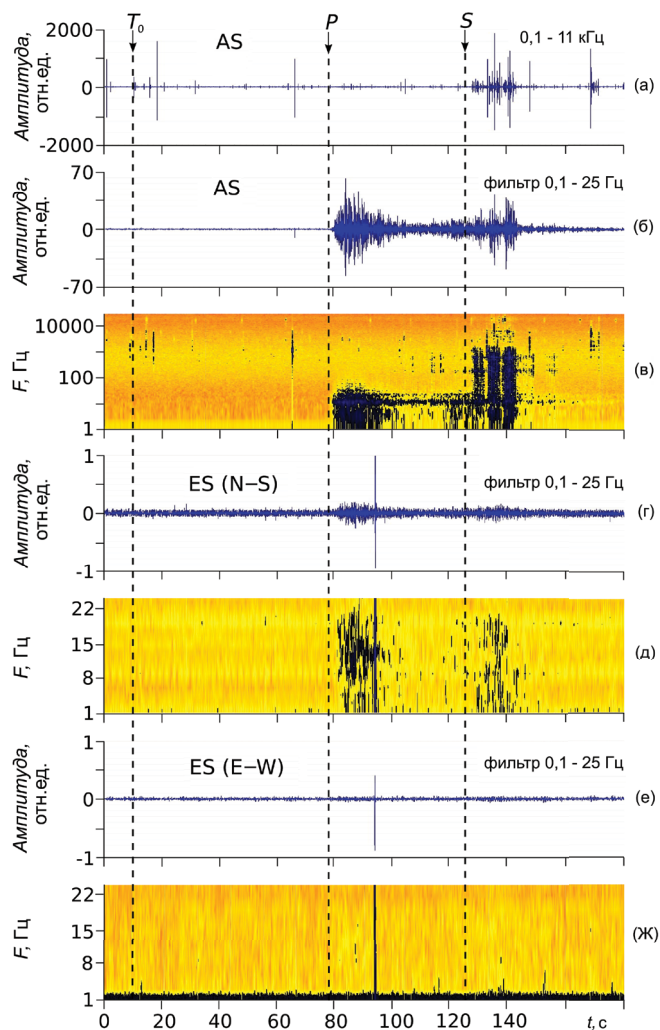 T₀ P S
2000 AS 0,1 - 11 кГц
0 (а)
-2000
Амплитуда,
отн.ед.
70 AS фильтр 0,1 - 25 Гц
0 (б)
-70
Амплитуда,
отн.ед.
10000
100 (в)
1
F, Гц
1 ES (N–S) фильтр 0,1 - 25 Гц
0 (г)
-1
Амплитуда,
отн.ед.
22
15 (д)
8
1
F, Гц
1 ES (E–W) фильтр 0,1 - 25 Гц
0 (е)
-1
Амплитуда,
отн.ед.
22
15 (Ж)
8
1
F, Гц
0 20 40 60 80 100 120 140 t, с